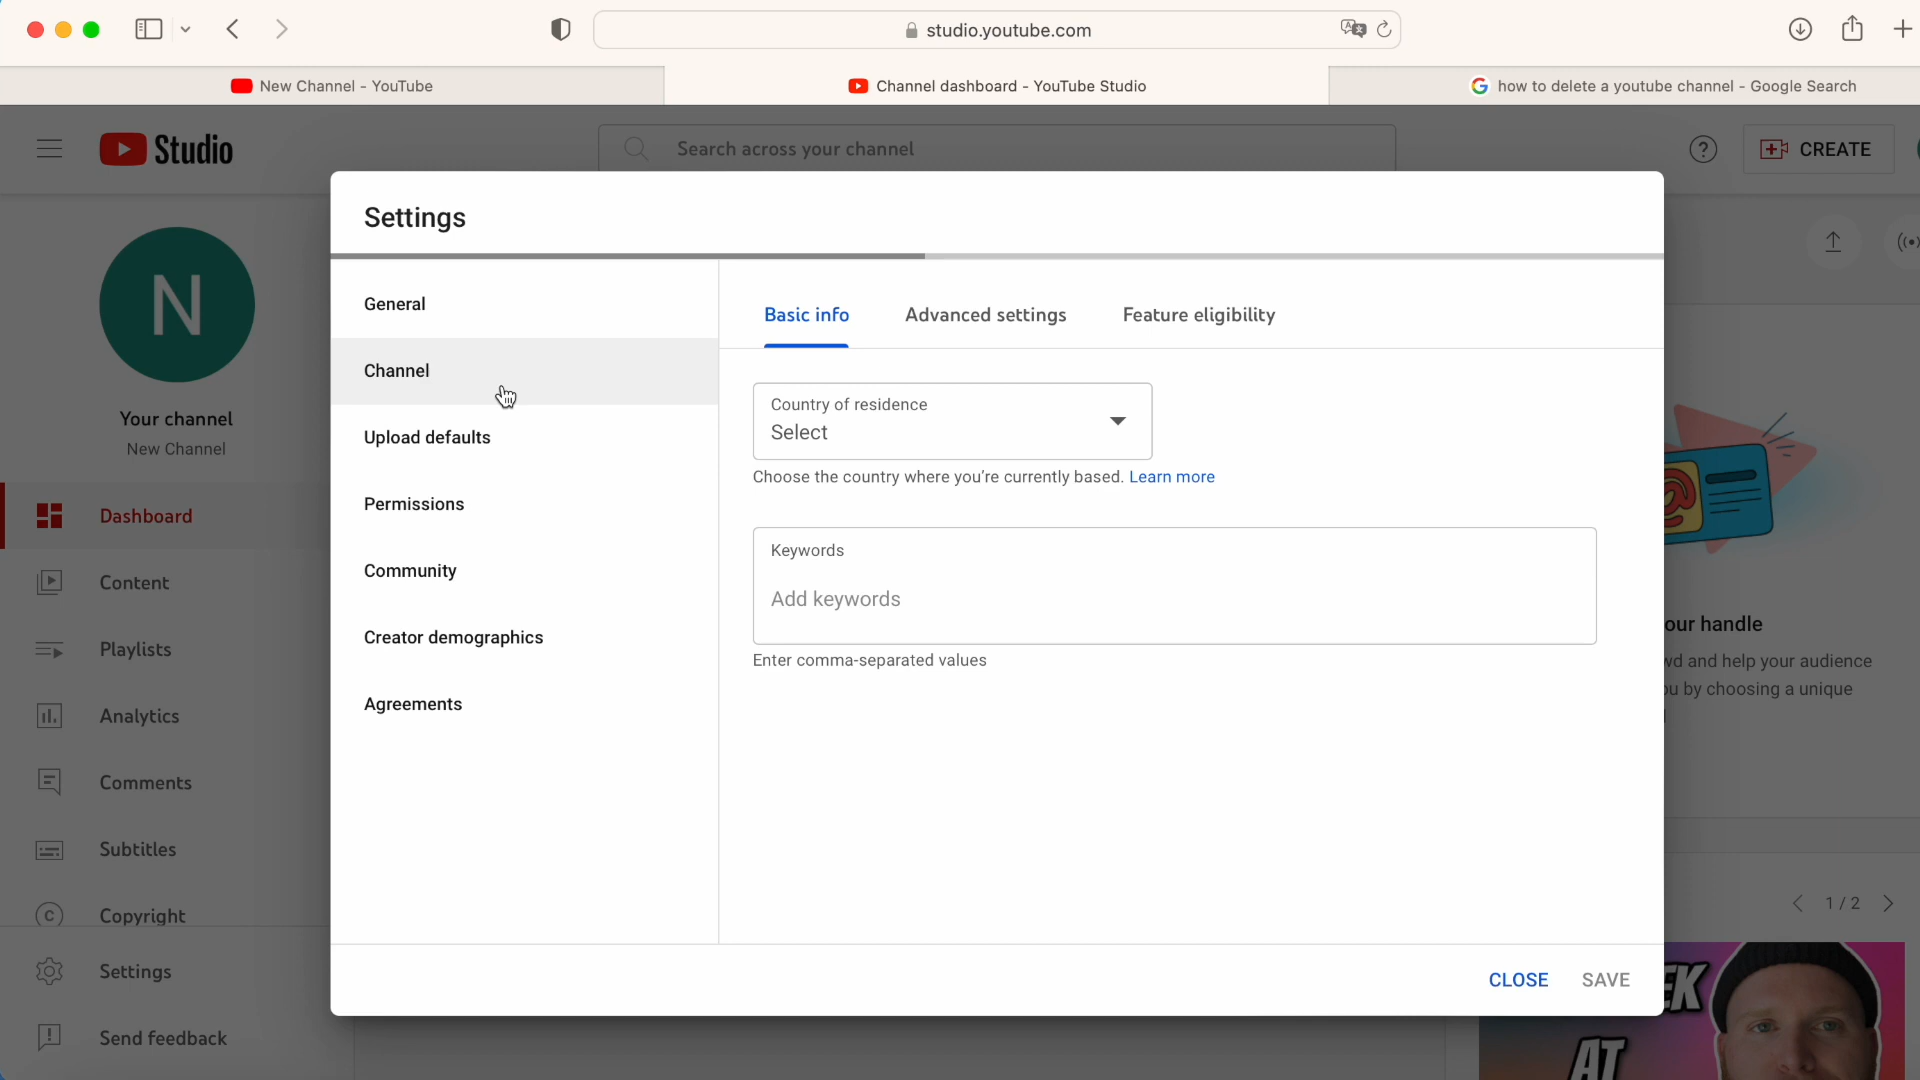 studio.youtube.com
New Channel - YouTube
Channel dashboard - YouTube Studio
how to delete a youtube channel - Google Search
Studio
Search across your channel
CREATE
Settings
N
Your channel
New Channel
Dashboard
Content
Playlists
Analytics
Comments
Subtitles
Copyright
Settings
Send feedback
General
Channel
Upload defaults
Permissions
Community
Creator demographics
Agreements
Basic info
Advanced settings
Feature eligibility
Country of residence
Select
Choose the country where you're currently based. Learn more
Keywords
Add keywords
Enter comma-separated values
CLOSE
SAVE
our handle
and help your audience
by choosing a unique
1 / 2
EK
AT